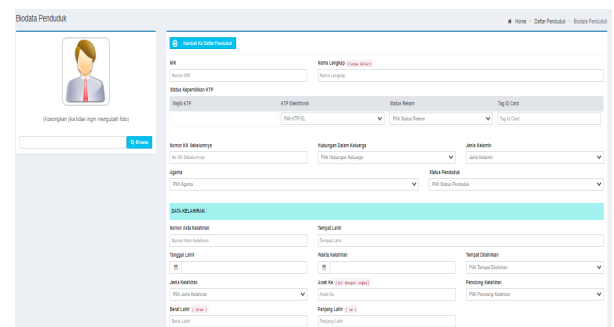 Biodata Penduduk
Home / Daftar Penduduk / Biodata Penduduk
Kembali Ke Daftar Penduduk
NIK
Nama Lengkap (Tanpa Gelar)
Nomor NIK
Nama Lengkap
Status Kepemilikan KTP
Wajib KTP
KTP Elektronik
Status Rekam
Tag ID Card
Pilih KTP-EL
Pilih Status Rekam
Tag Id Card
(Kosongkan jika tidak ingin mengubah foto)
Browse
Nomor KK Sebelumnya
Hubungan Dalam Keluarga
Jenis Kelamin
No KK Sebelumnya
Pilih Hubungan Keluarga
Jenis Kelamin
Agama
Status Penduduk
Pilih Agama
Pilih Status Penduduk
DATA KELAHIRAN :
Nomor Akta Kelahiran
Tempat Lahir
Nomor Akta Kelahiran
Tempat Lahir
Tanggal Lahir
Waktu Kelahiran
Tempat Dilahirkan
Pilih Tempat Dilahirkan
Jenis Kelahiran
Anak Ke (Isi dengan angka)
Penolong Kelahiran
Pilih Jenis Kelahiran
Anak Ke
Pilih Penolong Kelahiran
Berat Lahir ( Gram )
Panjang Lahir ( cm )
Berat Lahir
Panjang Lahir